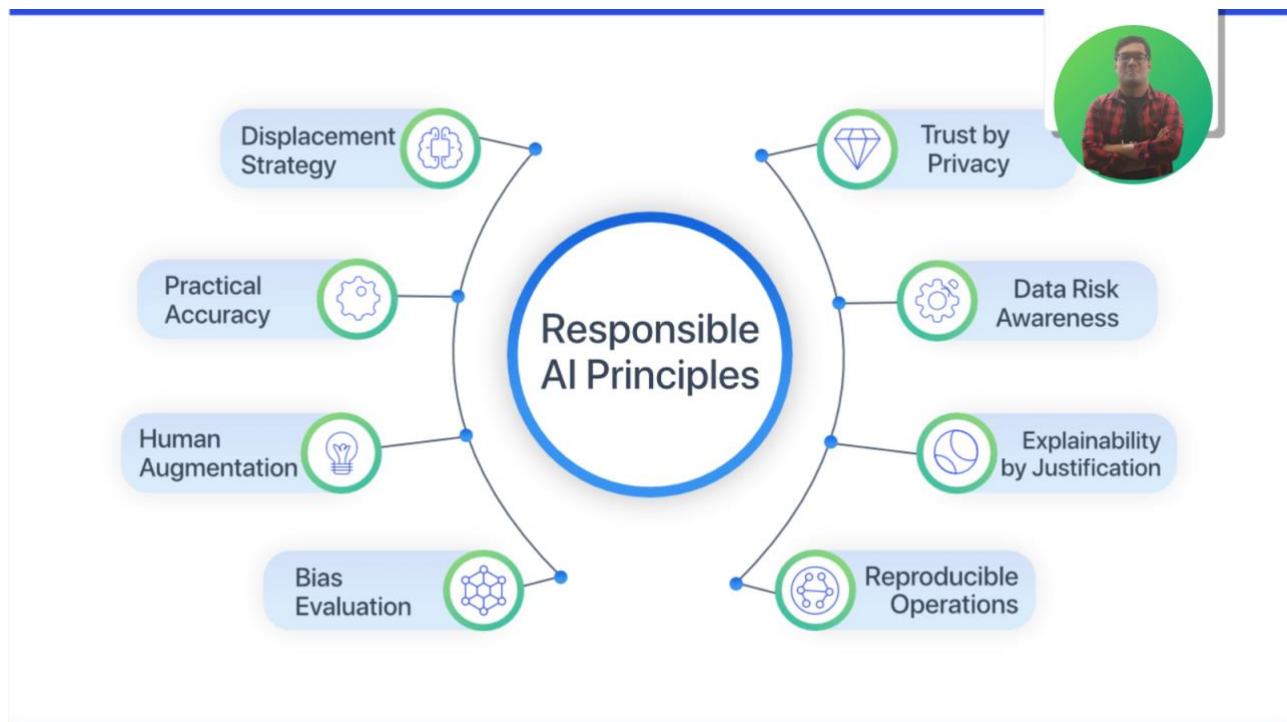 Displacement
Strategy
Practical
Accuracy
Human
Augmentation
Bias
Evaluation
Responsible
AI Principles
Trust by
Privacy
Data Risk
Awareness
Explainability
by Justification
Reproducible
Operations